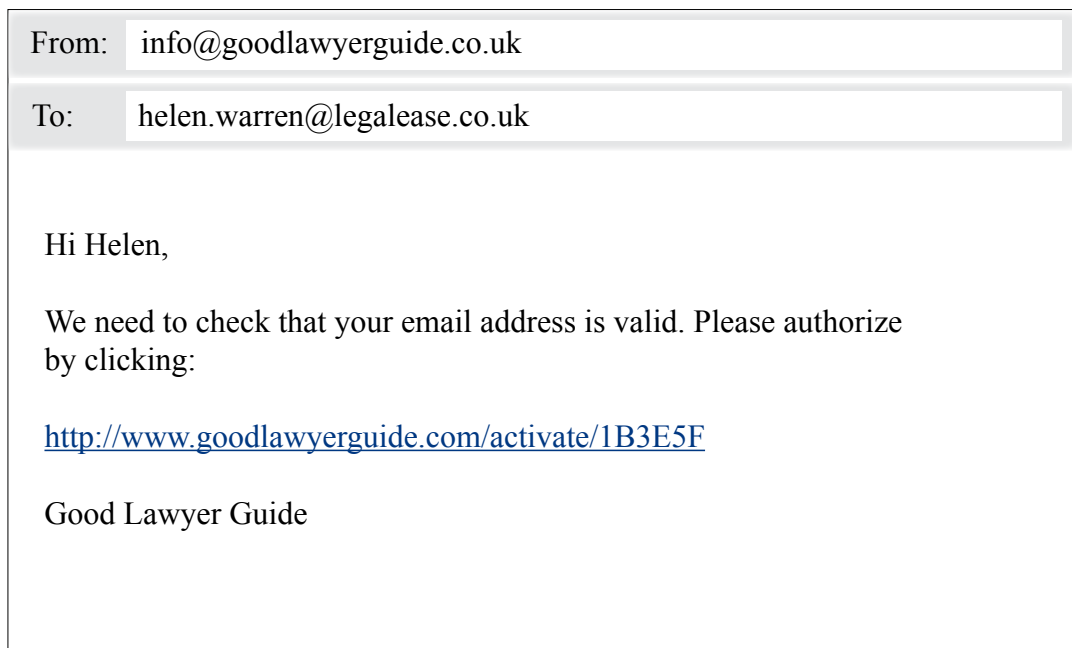 From: info@goodlawyerguide.co.uk
To: helen.warren@legalease.co.uk
Hi Helen,
We need to check that your email address is valid. Please authorize
by clicking:
http://www.goodlawyerguide.com/activate/1B3E5F
Good Lawyer Guide